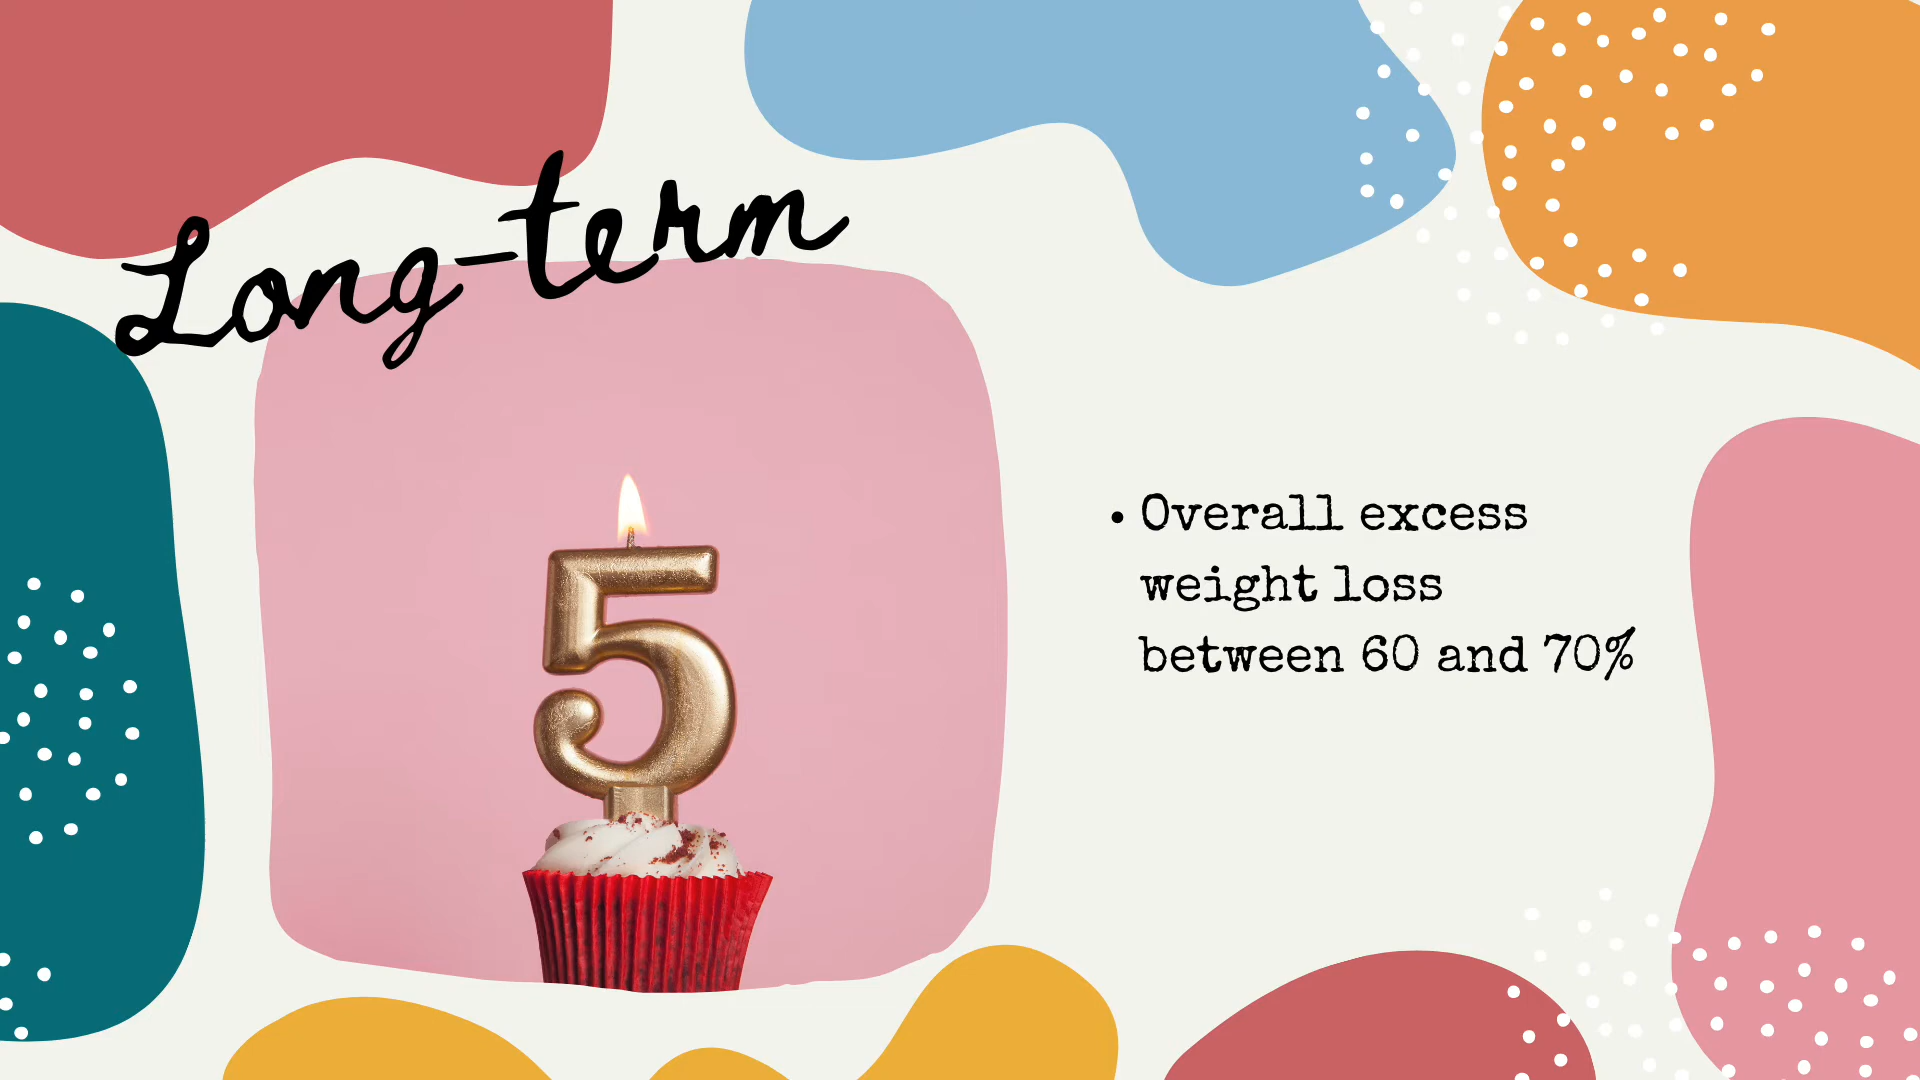 Long-term
5
• Overall excess
weight loss
between 60 and 70%